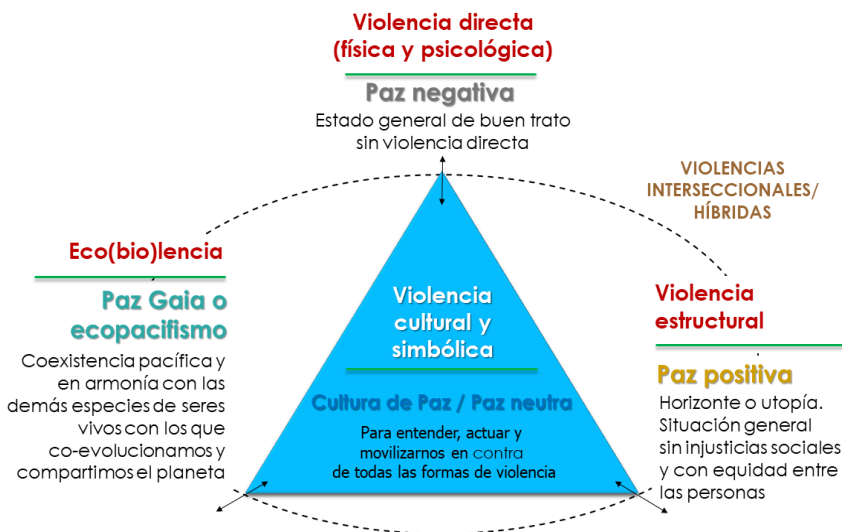 Violencia directa
(física y psicológica)
Paz negativa
Estado general de buen trato
sin violencia directa
VIOLENCIAS
INTERSECCIONALES/
HÍBRIDAS
Eco(bio)lencia
Paz Gaia o
ecopacifismo
Coexistencia pacífica y
en armonía con las
demás especies de seres
vivos con los que
co-evolucionamos y
compartimos el planeta
Violencia
cultural y
simbólica
Cultura de Paz / Paz neutra
Para entender, actuar y
movilizarnos en contra
de todas las formas de violencia
Violencia
estructural
Paz positiva
Horizonte o utopía.
Situación general
sin injusticias sociales
y con equidad entre
las personas